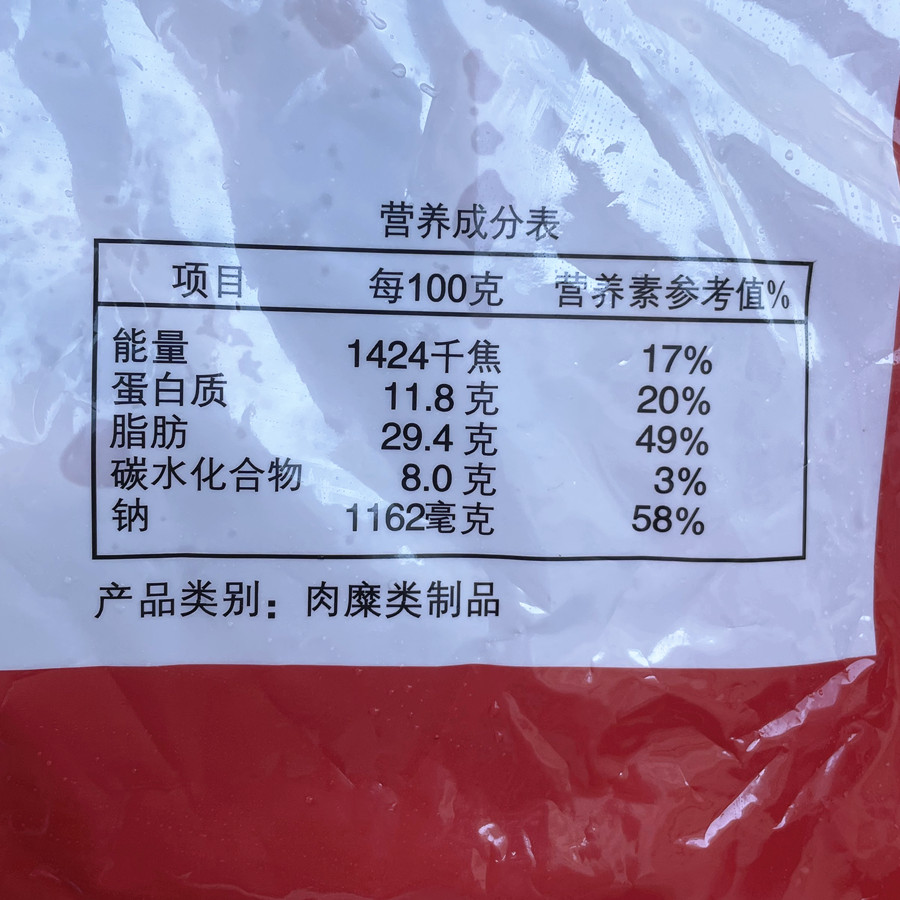 营养成分表
项目 每100克 营养素参考值%
能量 1424千焦 17%
蛋白质 11.8 克 20%
脂肪 29.4 克 49%
碳水化合物 8.0 克 3%
钠 1162毫克 58%
产品类别：肉糜类制品